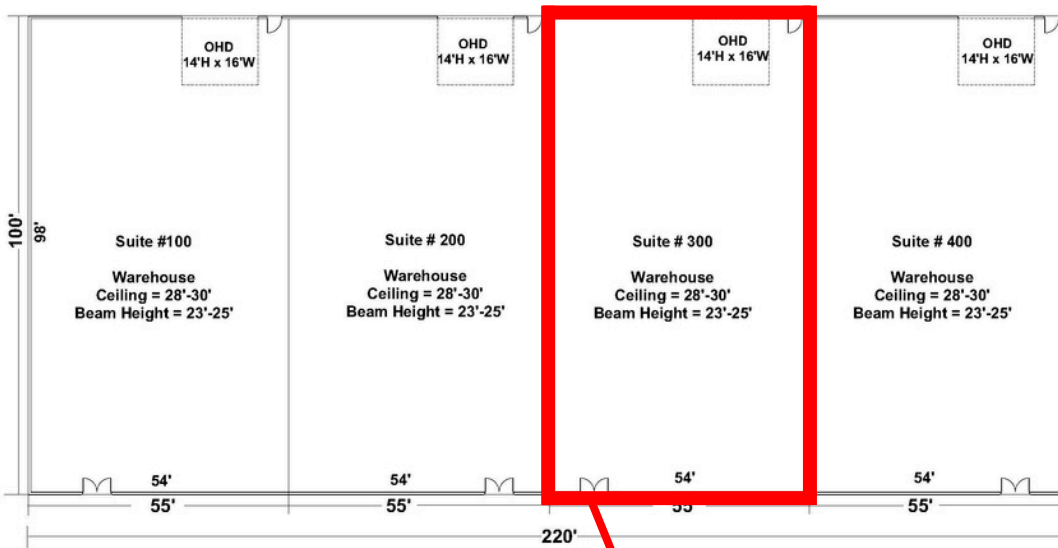 OHD
14'H x 16'W
OHD
14'H x 16'W
OHD
14'H x 16'W
OHD
14'H x 16'W
100'
98'
Suite #100
Warehouse
Ceiling = 28'-30'
Beam Height = 23'-25'
Suite # 200
Warehouse
Ceiling = 28'-30'
Beam Height = 23'-25'
Suite # 300
Warehouse
Ceiling = 28'-30'
Beam Height = 23'-25'
Suite # 400
Warehouse
Ceiling = 28'-30'
Beam Height = 23'-25'
54'
54'
54'
54'
55'
55'
55'
55'
220'